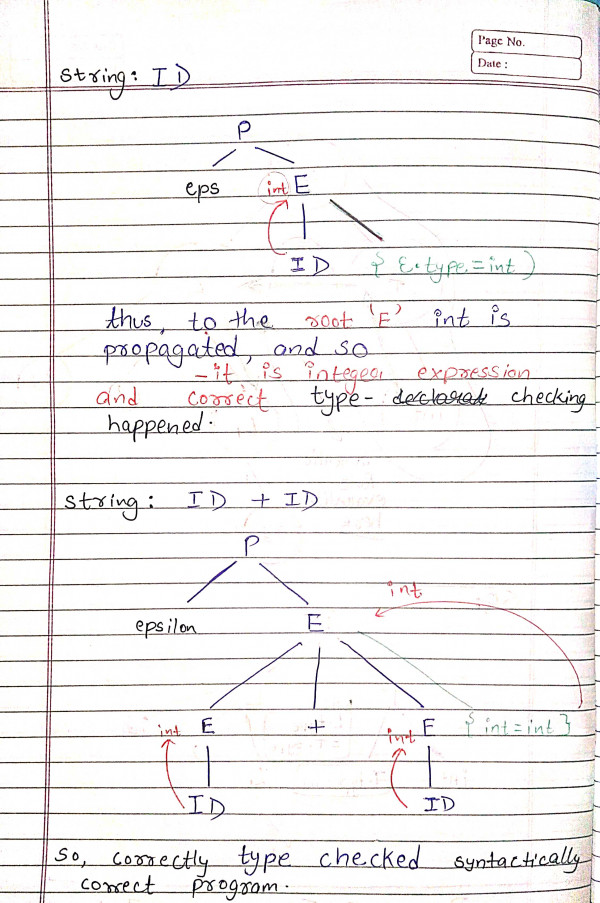 Page No.
Date :
string: ID
P
eps int E
ID { E.type = int )
thus, to the root 'E' int is
propagated, and so
- it is integer expression
and correct type- checking
happened.
string: ID + ID
P
int
epsilon E
int E + int E { int = int }
ID ID
So, correctly type checked syntactically
correct program.